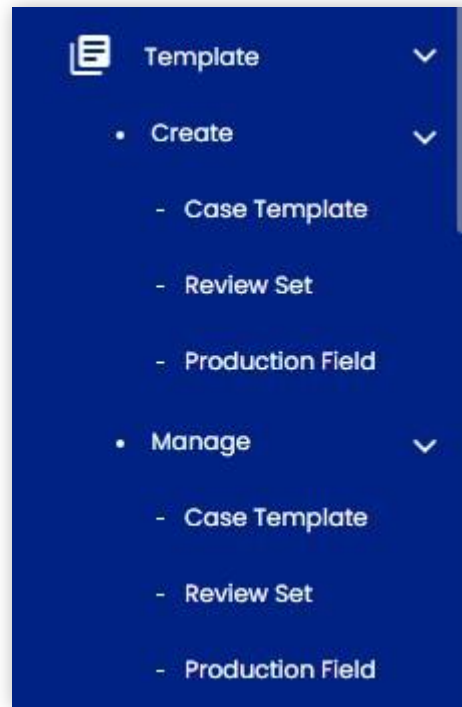 Template
• Create
- Case Template
- Review Set
- Production Field
• Manage
- Case Template
- Review Set
- Production Field